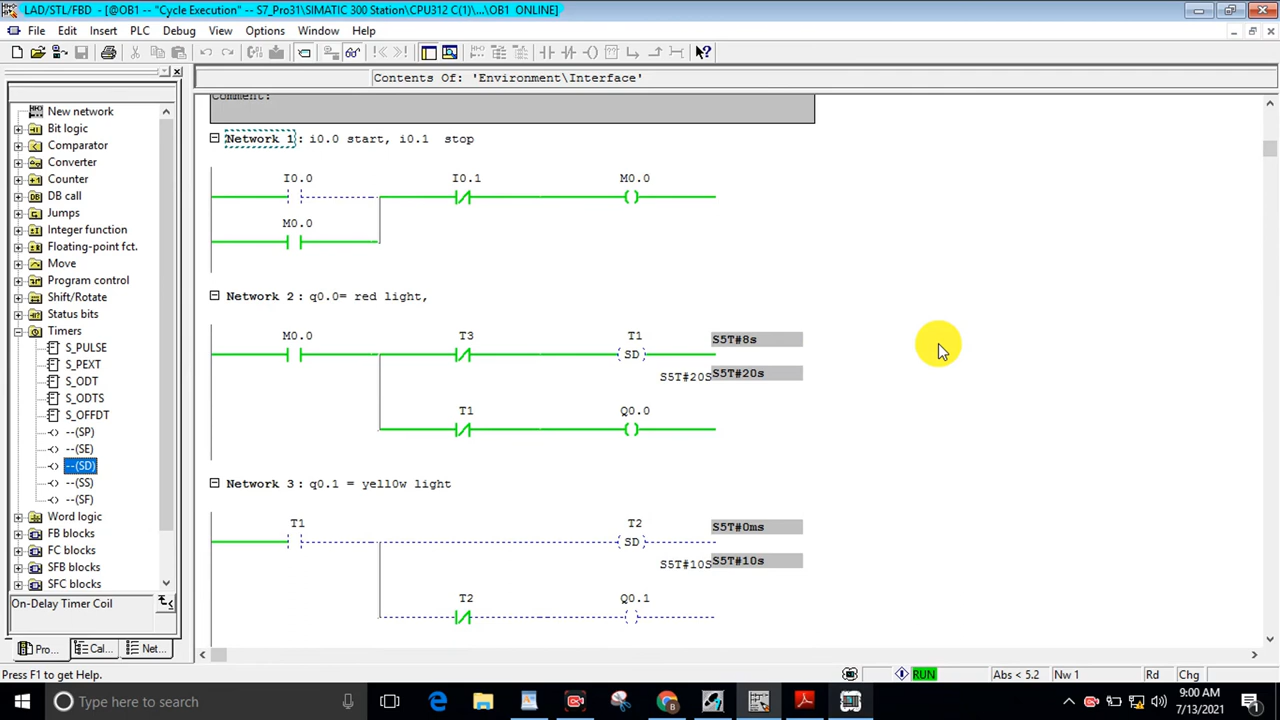 LAD/STL/FBD - [@OB1 -- "Cycle Execution" -- S7_Pro31\SIMATIC 300 Station\CPU312 C(1)\...\OB1 ONLINE]
File Edit Insert PLC Debug View Options Window Help
Contents Of: 'Environment\Interface'
New network
Bit logic
Comparator
Converter
Counter
DB call
Jumps
Integer function
Floating-point fct.
Move
Program control
Shift/Rotate
Status bits
Timers
S_PULSE
S_PEXT
S_ODT
S_ODTS
S_OFFDT
--(SP)
--(SE)
--(SD)
--(SS)
--(SF)
Word logic
FB blocks
FC blocks
SFB blocks
SFC blocks
On-Delay Timer Coil
Pro... Cal... Net...
Comment:
Network 1: i0.0 start, i0.1 stop
I0.0 I0.1 M0.0
M0.0
Network 2: q0.0= red light,
M0.0 T3 T1 S5T#8s
SD
S5T#20S S5T#20s
T1 Q0.0
Network 3: q0.1 = yell0w light
T1 T2 S5T#0ms
SD
S5T#10S S5T#10s
T2 Q0.1
Press F1 to get Help. RUN Abs < 5.2 Nw 1 Rd Chg
Type here to search
9:00 AM
7/13/2021
1